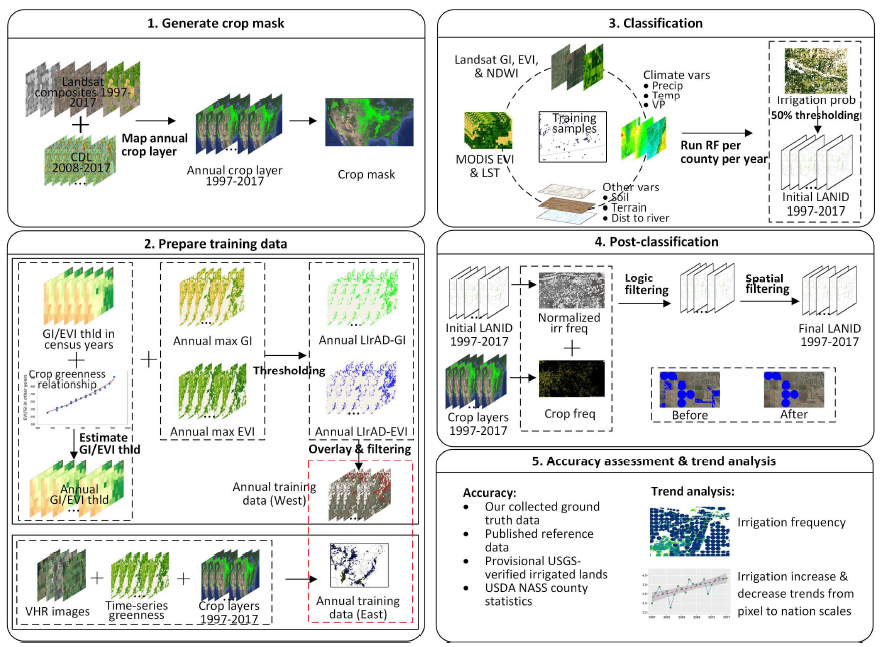 1. Generate crop mask
Landsat
composites 1997-
2017
CDL
2008-2017
Map annual
crop layer
Annual crop layer
1997-2017
Crop mask
2. Prepare training data
GI/EVI thld in
census years
Crop greenness
relationship
Estimate
GI/EVI thld
Annual
GI/EVI thld
Annual max GI
Annual max EVI
Thresholding
Annual LIrAD-GI
Annual LIrAD-EVI
Overlay & filtering
Annual training
data (West)
VHR images
Time-series
greenness
Crop layers
1997-2017
Annual training
data (East)
3. Classification
Landsat GI, EVI,
& NDWI
Climate vars
● Precip
● Temp
● VP
Training
samples
MODIS EVI
& LST
Other vars
● Soil
● Terrain
● Dist to river
Run RF per
county per year
Irrigation prob
50% thresholding
Initial LANID
1997-2017
4. Post-classification
Initial LANID
1997-2017
Crop layers
1997-2017
Normalized
irr freq
Crop freq
Logic
filtering
Spatial
filtering
Final LANID
1997-2017
Before
After
5. Accuracy assessment & trend analysis
Accuracy:
● Our collected ground
truth data
● Published reference
data
● Provisional USGS-
verified irrigated lands
● USDA NASS county
statistics
Trend analysis:
Irrigation frequency
Irrigation increase &
decrease trends from
pixel to nation scales